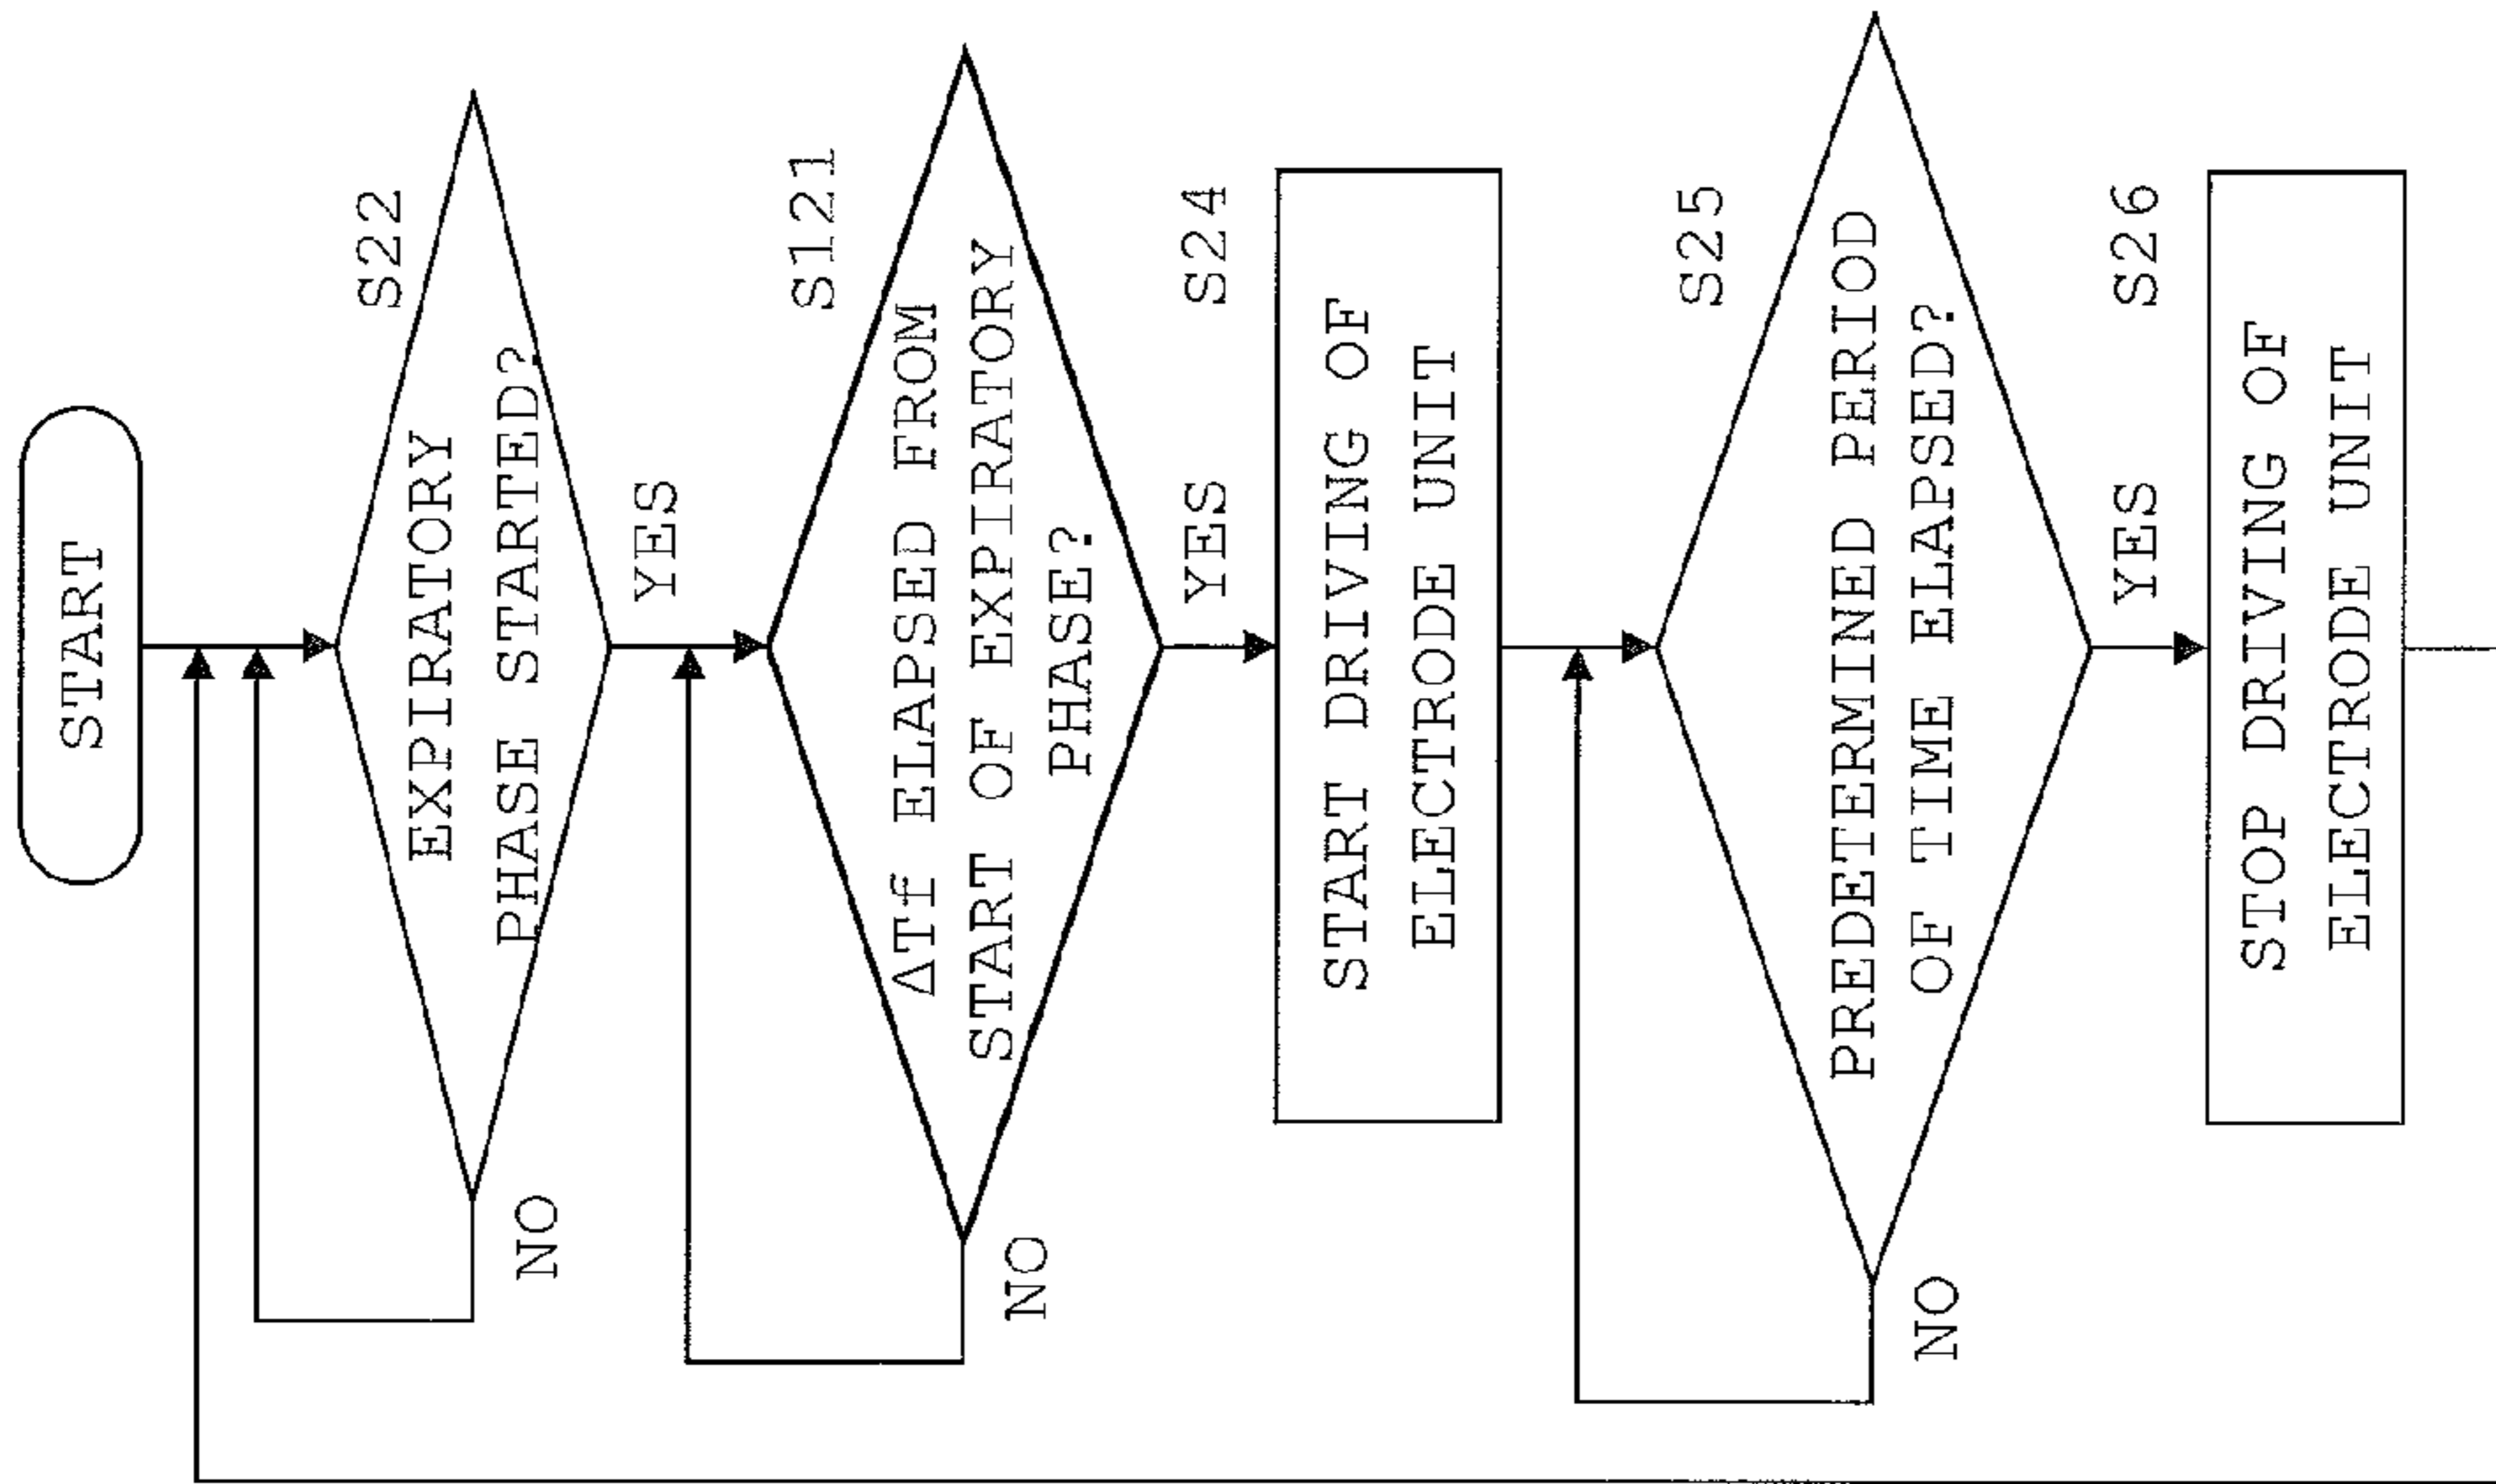 START
S22
EXPIRATORY
PHASE STARTED?
NO
YES
S121
ΔTf ELAPSED FROM
START OF EXPIRATORY
PHASE?
NO
YES
S24
START DRIVING OF
ELECTRODE UNIT
S25
PREDETERMINED PERIOD
OF TIME ELAPSED?
NO
YES
S26
STOP DRIVING OF
ELECTRODE UNIT